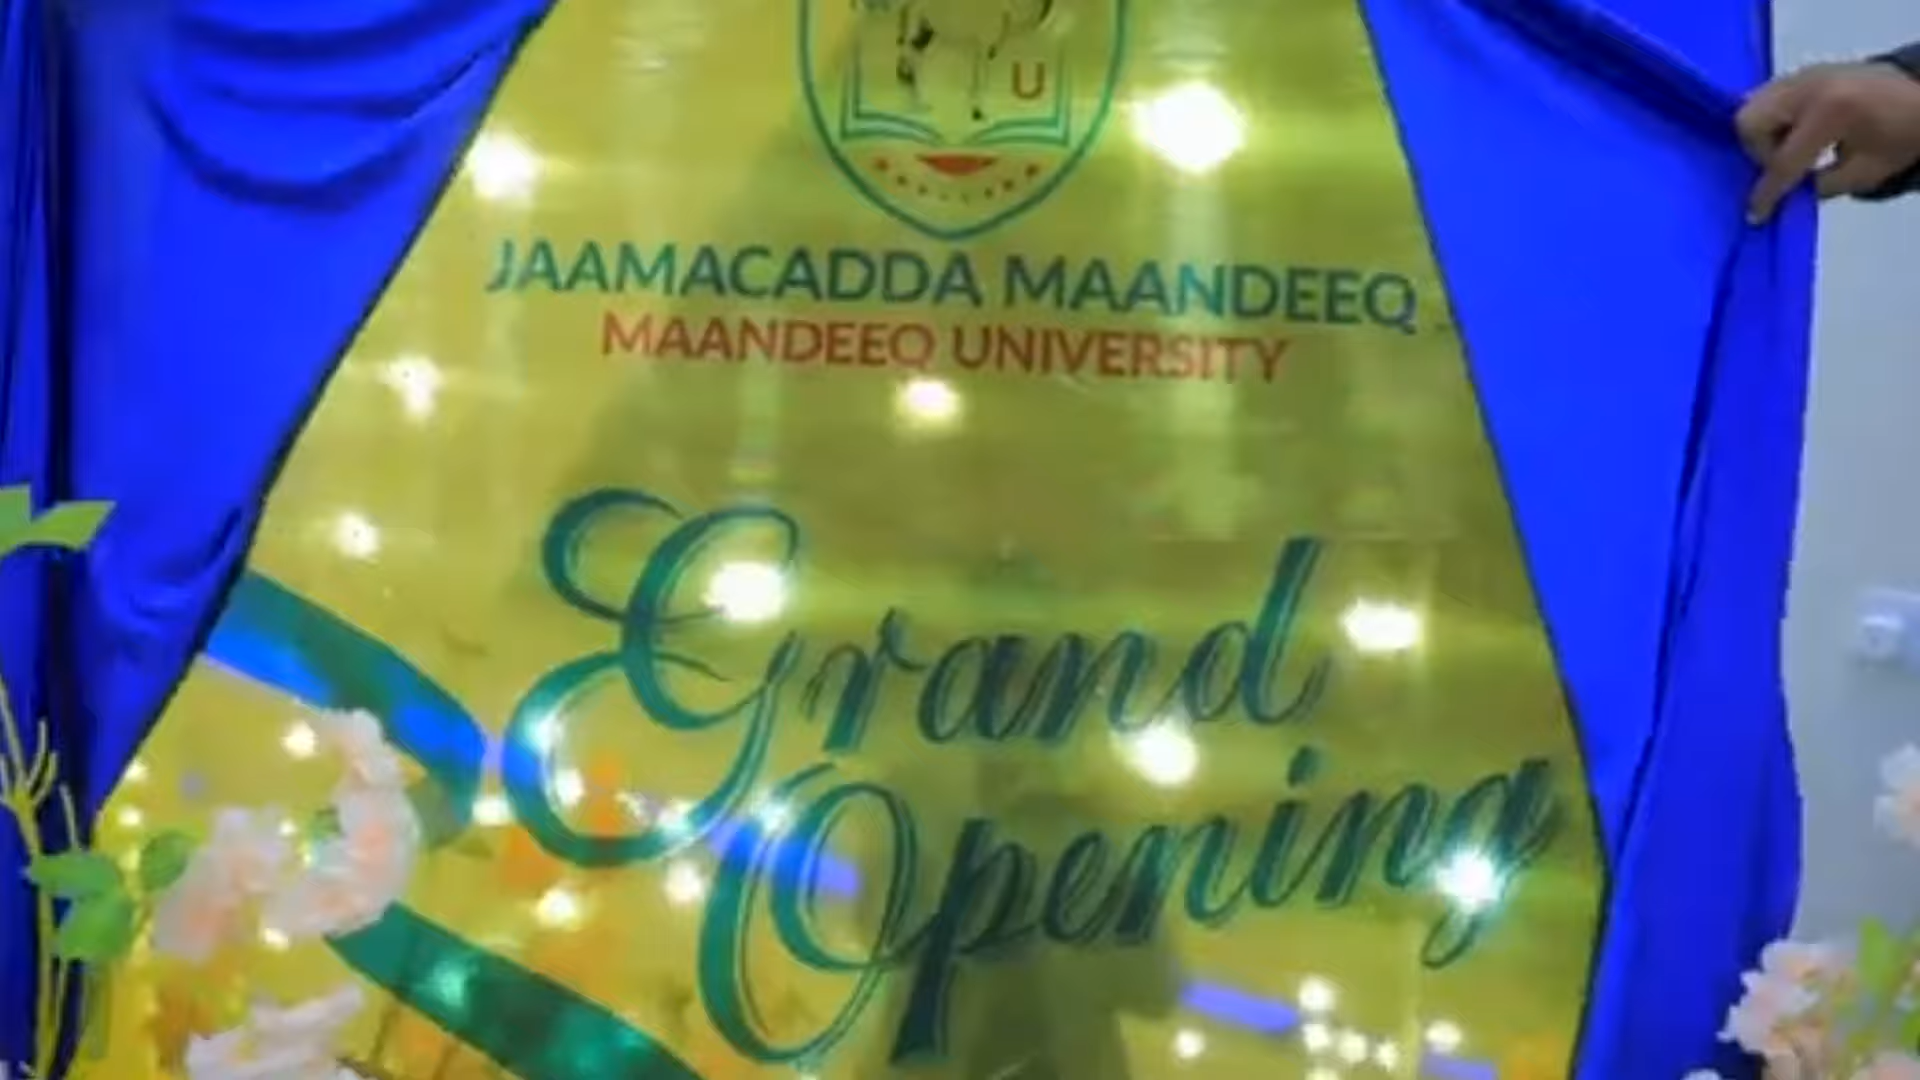 U
JAAMACADDA MAANDEEQ
MAANDEEQ UNIVERSITY
Grand
Opening